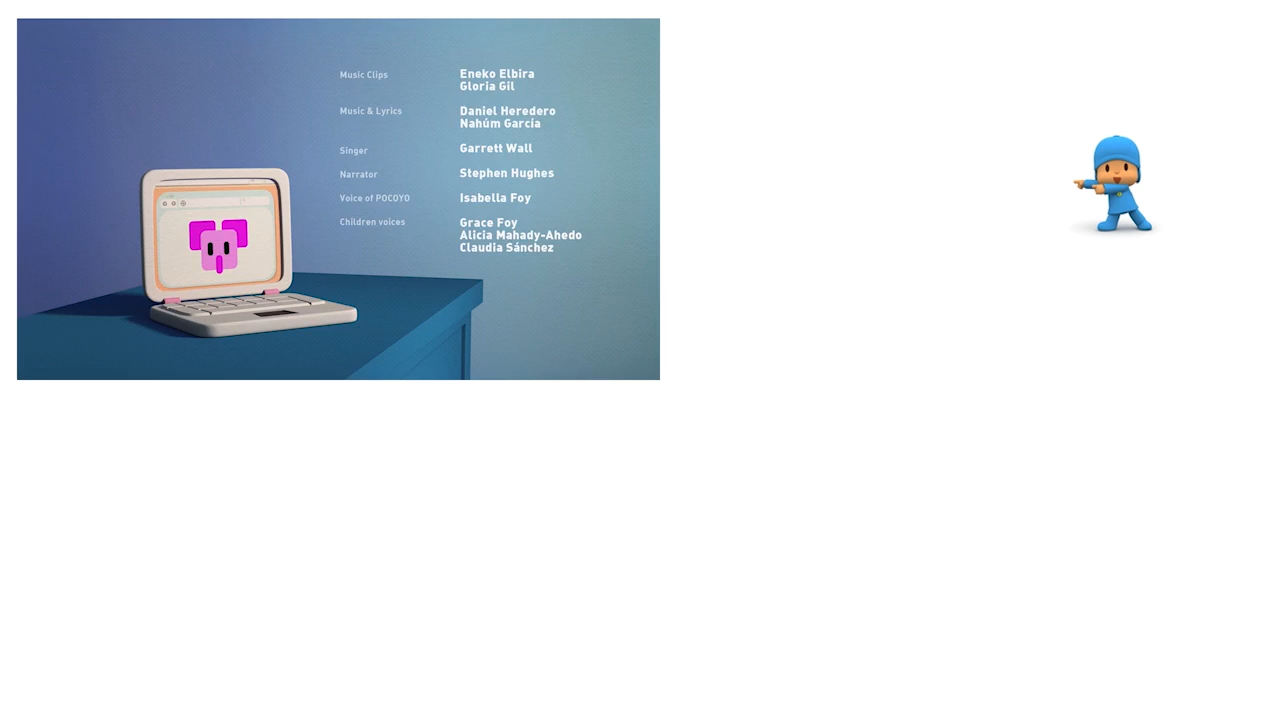 Music Clips Eneko Elbira
Gloria Gil
Music & Lyrics Daniel Heredero
Nahúm García
Singer Garrett Wall
Narrator Stephen Hughes
Voice of POCOYO Isabella Foy
Children voices Grace Foy
Alicia Mahady-Ahedo
Claudia Sánchez